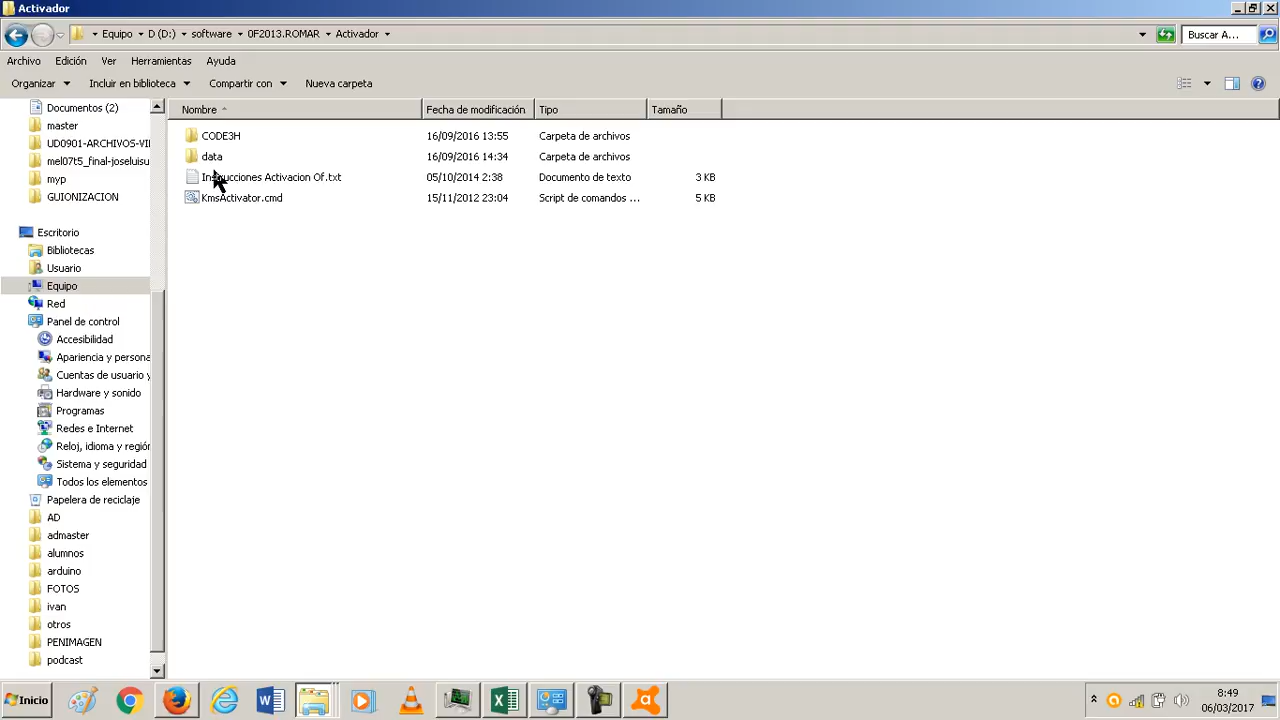 Activador
Equipo ▸ D (D:) ▸ software ▸ 0F2013.ROMAR ▸ Activador
Buscar A...
Archivo Edición Ver Herramientas Ayuda
Organizar Incluir en biblioteca Compartir con Nueva carpeta
Nombre Fecha de modificación Tipo Tamaño
CODE3H 16/09/2016 13:55 Carpeta de archivos
data 16/09/2016 14:34 Carpeta de archivos
Instrucciones Activacion Of.txt 05/10/2014 2:38 Documento de texto 3 KB
KmsActivator.cmd 15/11/2012 23:04 Script de comandos ... 5 KB
Documentos (2)
master
UD0901-ARCHIVOS-VI
mel07t5_final-joseluisu
myp
GUIONIZACION
Escritorio
Bibliotecas
Usuario
Equipo
Red
Panel de control
Accesibilidad
Apariencia y persona
Cuentas de usuario y
Hardware y sonido
Programas
Redes e Internet
Reloj, idioma y región
Sistema y seguridad
Todos los elementos
Papelera de reciclaje
AD
admaster
alumnos
arduino
FOTOS
ivan
otros
PENIMAGEN
podcast
Inicio
8:49
06/03/2017